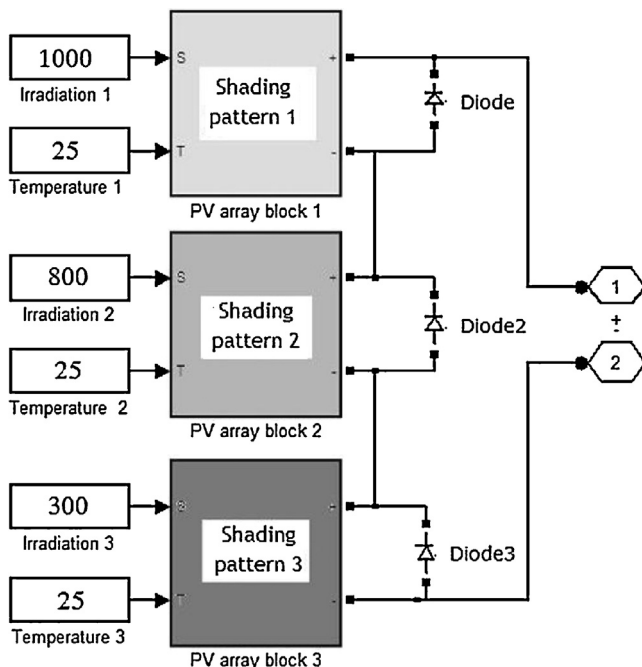 1000
Irradiation 1
25
Temperature 1
S
T
+
-
Shading
pattern 1
PV array block 1
Diode
800
Irradiation 2
25
Temperature 2
S
T
+
-
Shading
pattern 2
PV array block 2
Diode2
1
±
2
300
Irradiation 3
25
Temperature 3
S
T
+
-
Shading
pattern 3
PV array block 3
Diode3